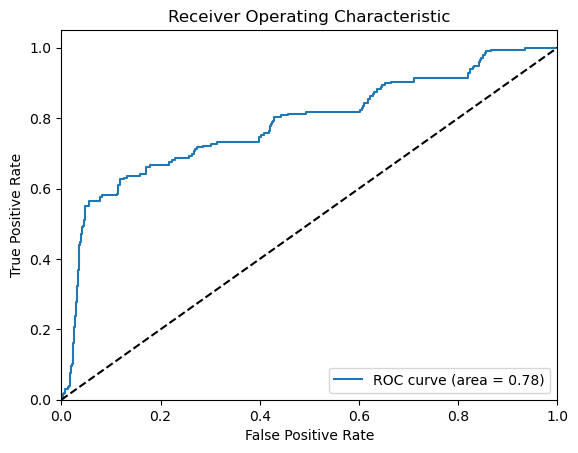 Receiver Operating Characteristic
True Positive Rate
1.0
0.8
0.6
0.4
0.2
0.0
ROC curve (area = 0.78)
0.0 0.2 0.4 0.6 0.8 1.0
False Positive Rate